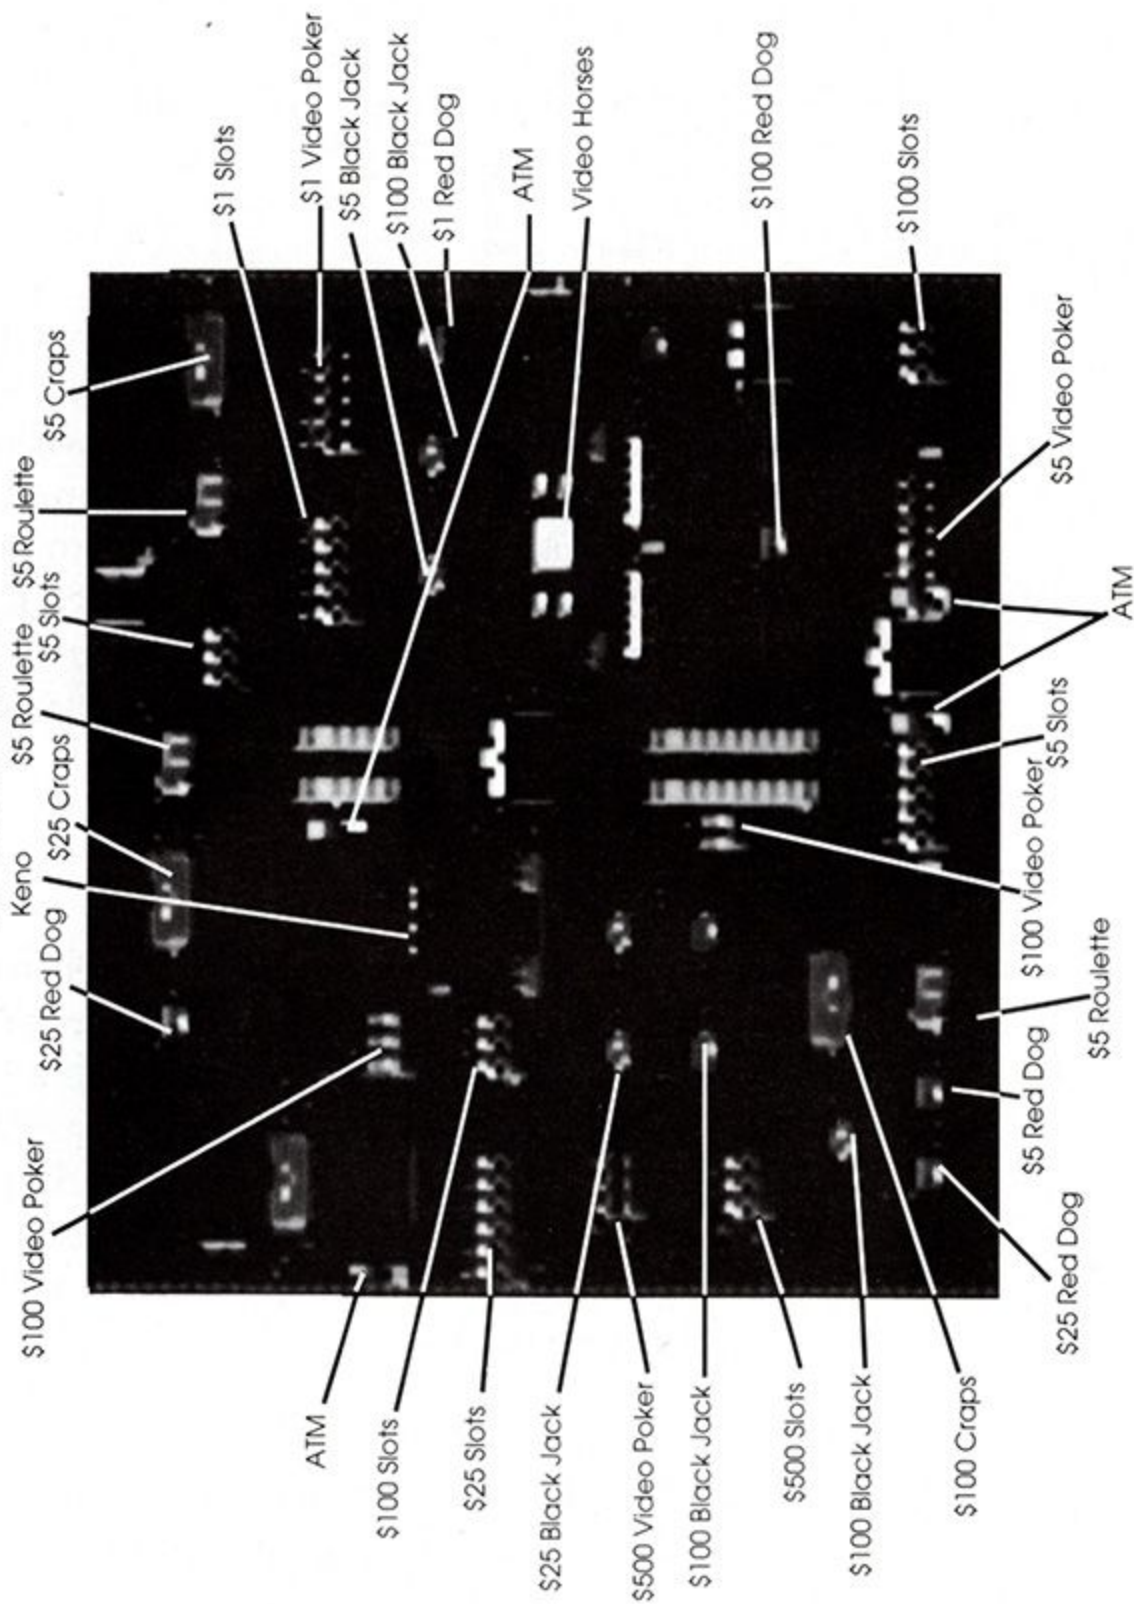 $100 Video Poker
$25 Red Dog
Keno
$25 Craps
$5 Roulette
$5 Slots
$5 Roulette
$5 Craps
ATM
$100 Slots
$25 Slots
$25 Black Jack
$500 Video Poker
$100 Black Jack
$500 Slots
$100 Black Jack
$100 Craps
$1 Slots
$1 Video Poker
$5 Black Jack
$100 Black Jack
$1 Red Dog
ATM
Video Horses
$100 Red Dog
$100 Slots
$25 Red Dog
$5 Red Dog
$5 Roulette
$100 Video Poker
$5 Slots
ATM
$5 Video Poker